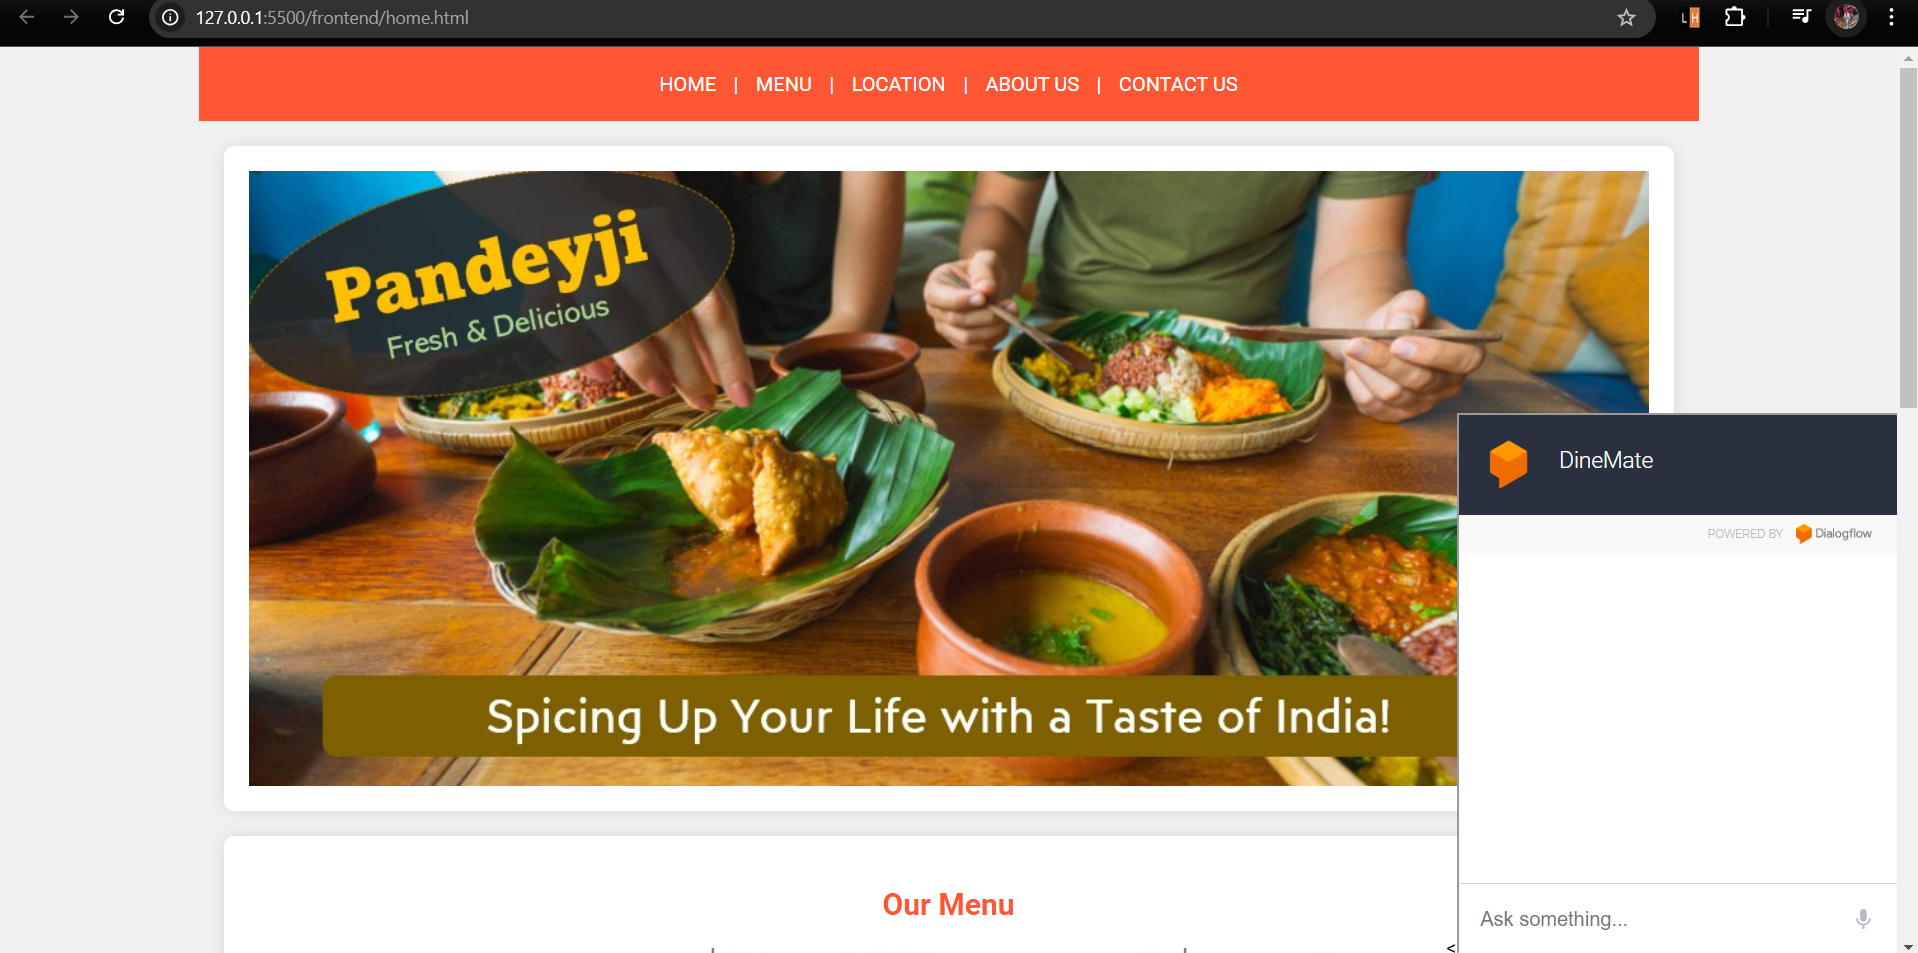 127.0.0.1:5500/frontend/home.html
L H
HOME | MENU | LOCATION | ABOUT US | CONTACT US
Pandeyji
Fresh & Delicious
Spicing Up Your Life with a Taste of India!
DineMate
POWERED BY Dialogflow
Our Menu
Ask something...
<